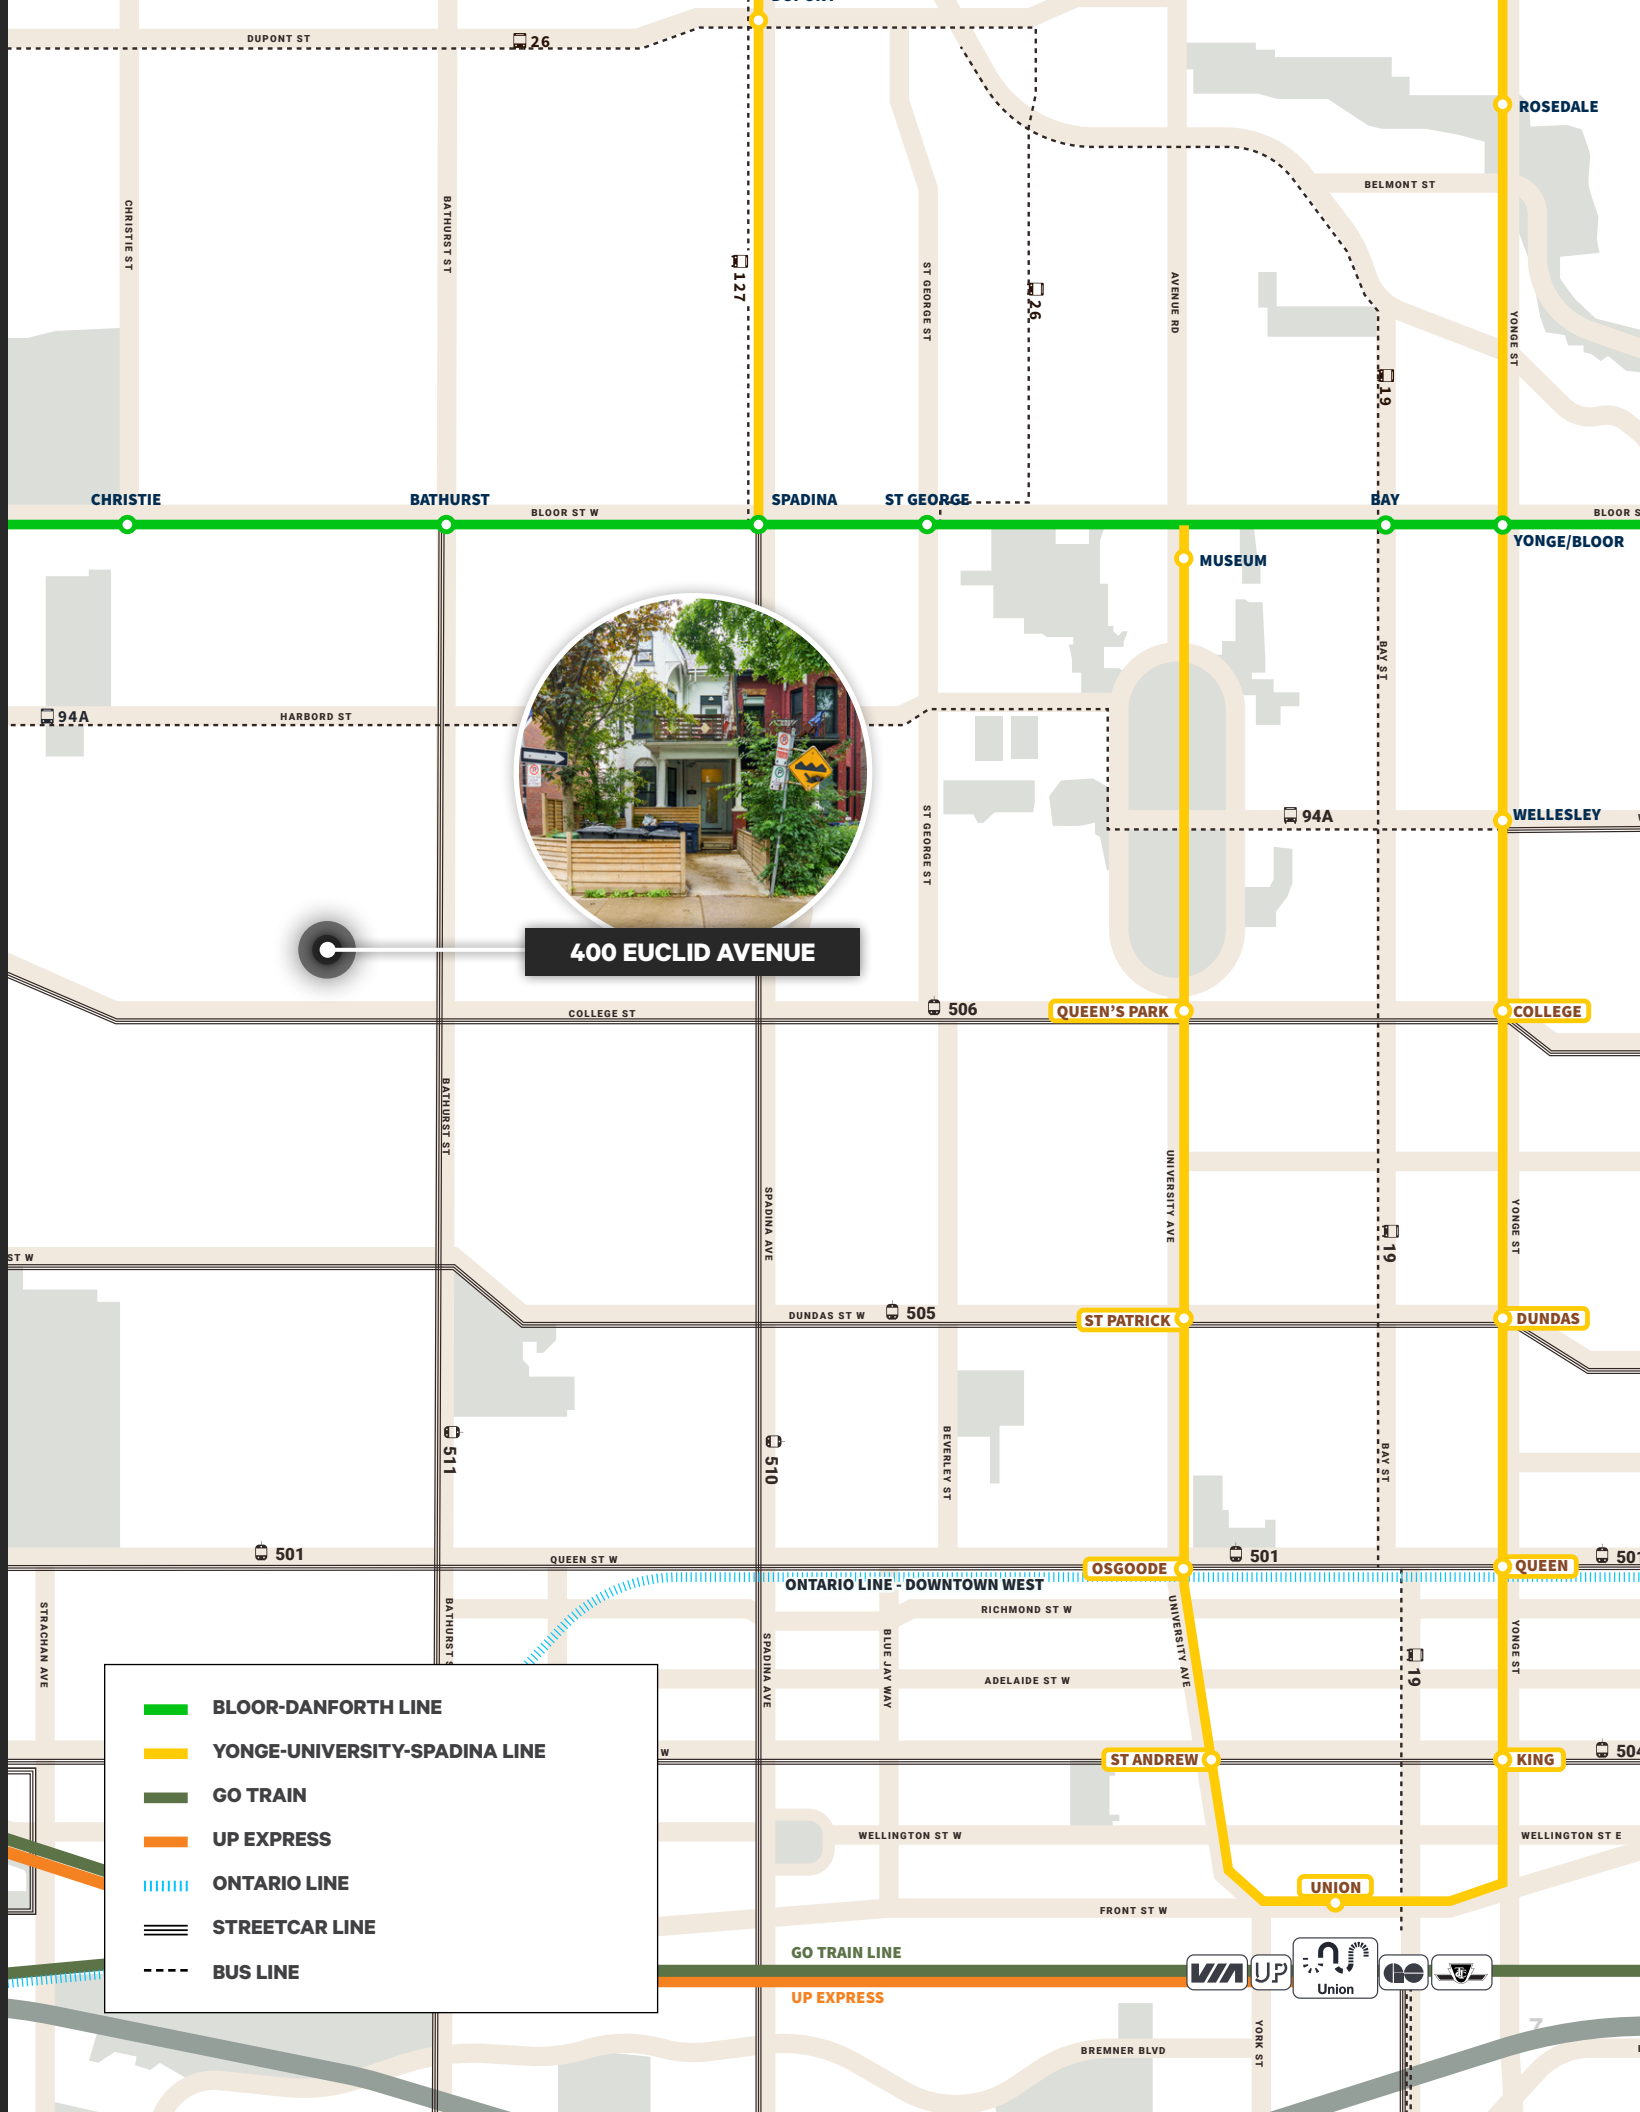 DUPONT ST
26
ROSEDALE
BELMONT ST
CHRISTIE ST
BATHURST ST
127
ST GEORGE ST
26
AVENUE RD
YONGE ST
19
CHRISTIE
BATHURST
SPADINA
ST GEORGE
BAY
BLOOR ST W
BLOOR S
YONGE/BLOOR
MUSEUM
BAY ST
94A
HARBORD ST
94A
WELLESLEY
ST GEORGE ST
400 EUCLID AVENUE
COLLEGE ST
506
QUEEN'S PARK
COLLEGE
BATHURST ST
UNIVERSITY AVE
SPADINA AVE
YONGE ST
19
ST W
DUNDAS ST W
505
ST PATRICK
DUNDAS
511
510
BEVERLEY ST
BAY ST
501
QUEEN ST W
OSGOODE
501
QUEEN
501
ONTARIO LINE - DOWNTOWN WEST
RICHMOND ST W
STRACHAN AVE
BATHURST S
SPADINA AVE
BLUE JAY WAY
UNIVERSITY AVE
YONGE ST
19
ADELAIDE ST W
W
ST ANDREW
KING
504
WELLINGTON ST W
WELLINGTON ST E
UNION
FRONT ST W
BLOOR-DANFORTH LINE
YONGE-UNIVERSITY-SPADINA LINE
GO TRAIN
UP EXPRESS
ONTARIO LINE
STREETCAR LINE
BUS LINE
GO TRAIN LINE
UP EXPRESS
VIA
UP
Union
GO
YORK ST
BREMNER BLVD